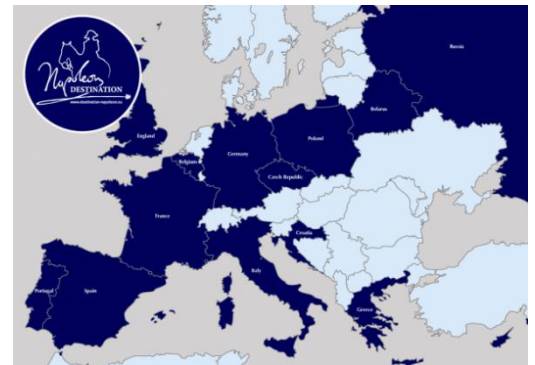 Napoleon
DESTINATION
www.destination-napoleon.eu
Russia
Belarus
England
Poland
Germany
Belgium
Czech Republic
France
Croatia
Italy
Portugal
Spain
Greece